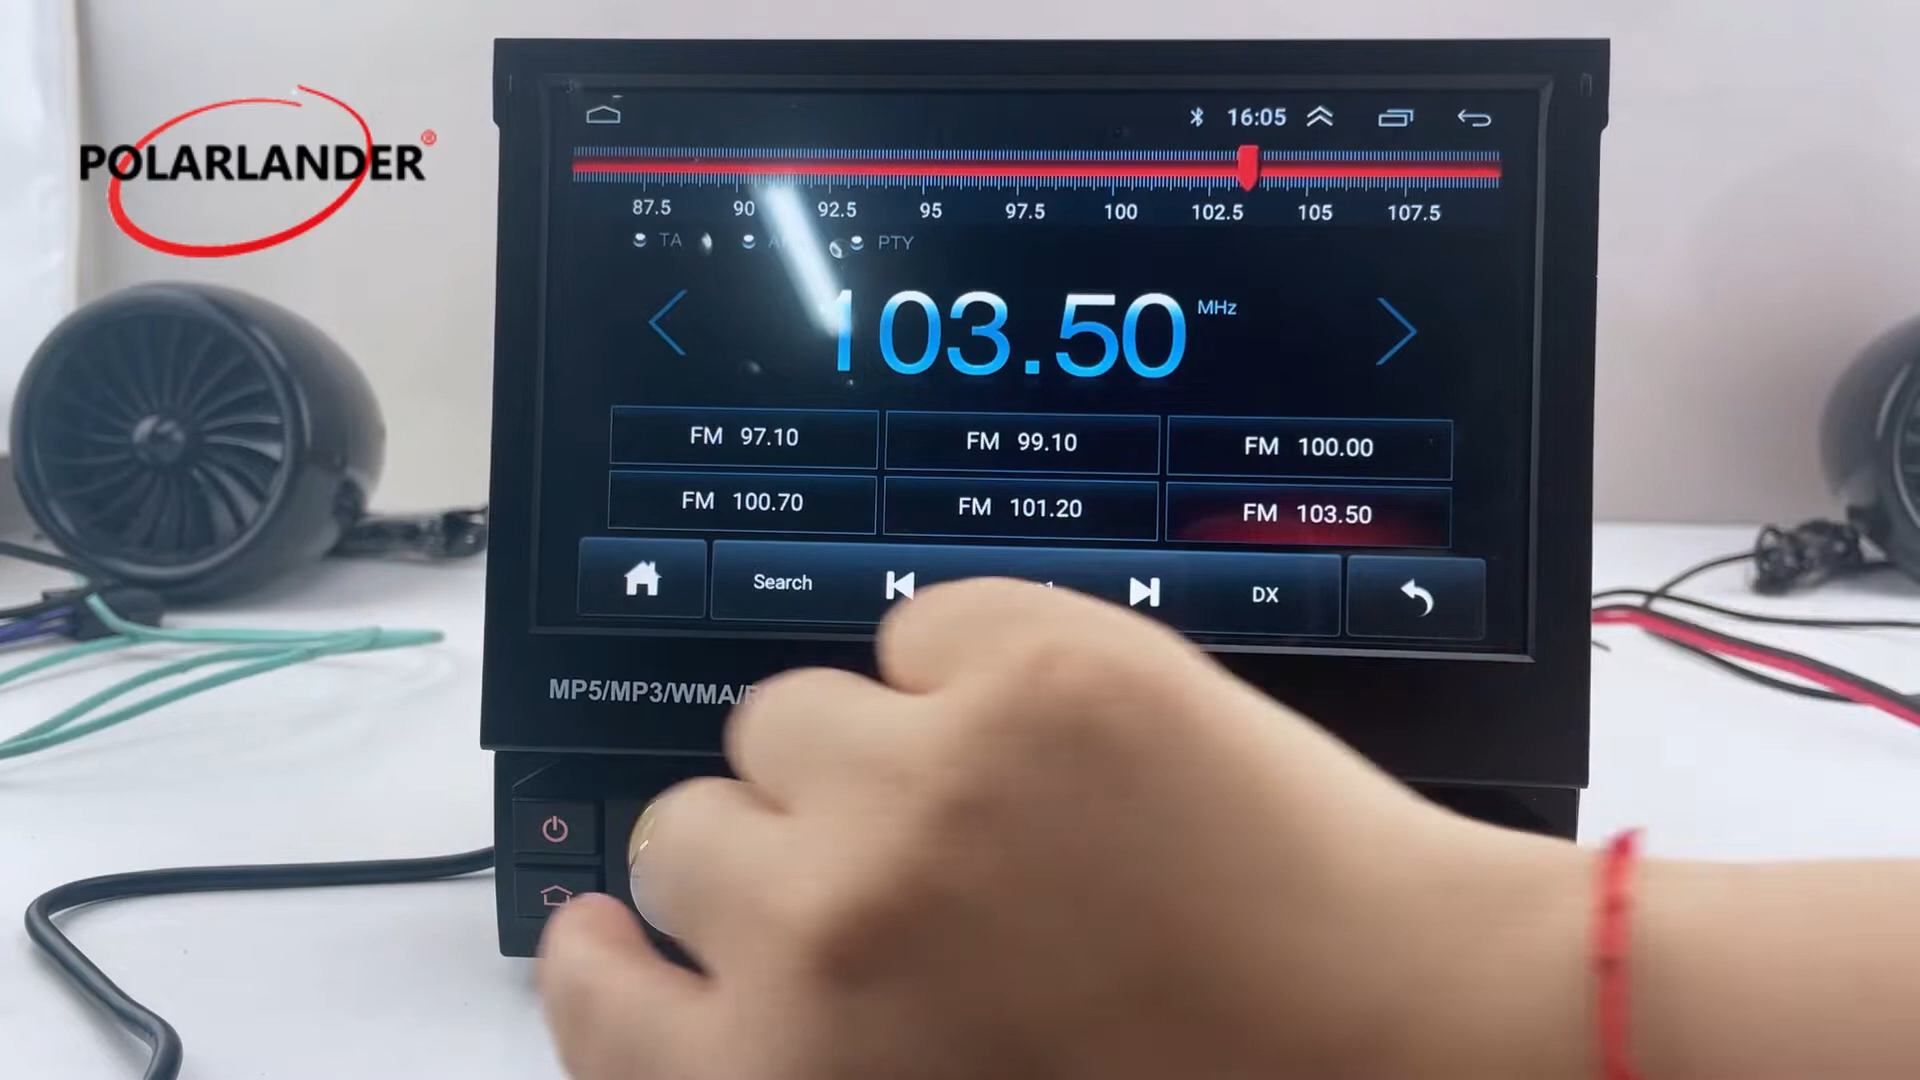 POLARLANDER®
16:05
87.5 90 92.5 95 97.5 100 102.5 105 107.5
TA PTY
103.50 MHz
FM 97.10 FM 99.10 FM 100.00
FM 100.70 FM 101.20 FM 103.50
Search DX
MP5/MP3/WMA/